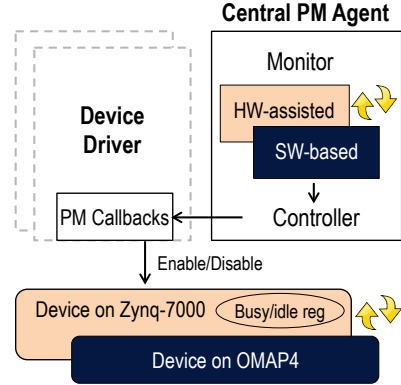 Central PM Agent
Monitor
HW-assisted
SW-based
Controller
Device
Driver
PM Callbacks
Enable/Disable
Device on Zynq-7000
Busy/idle reg
Device on OMAP4